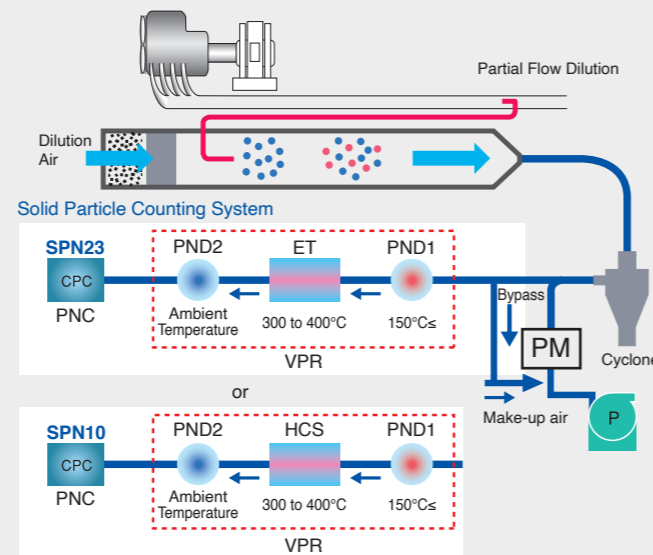 Partial Flow Dilution
Dilution
Air
Solid Particle Counting System
SPN23
PND2
ET
PND1
CPC
PNC
Ambient
Temperature
300 to 400°C
150°C≤
VPR
Bypass
PM
Cyclone
Make-up air
P
or
SPN10
PND2
HCS
PND1
CPC
PNC
Ambient
Temperature
300 to 400°C
150°C≤
VPR